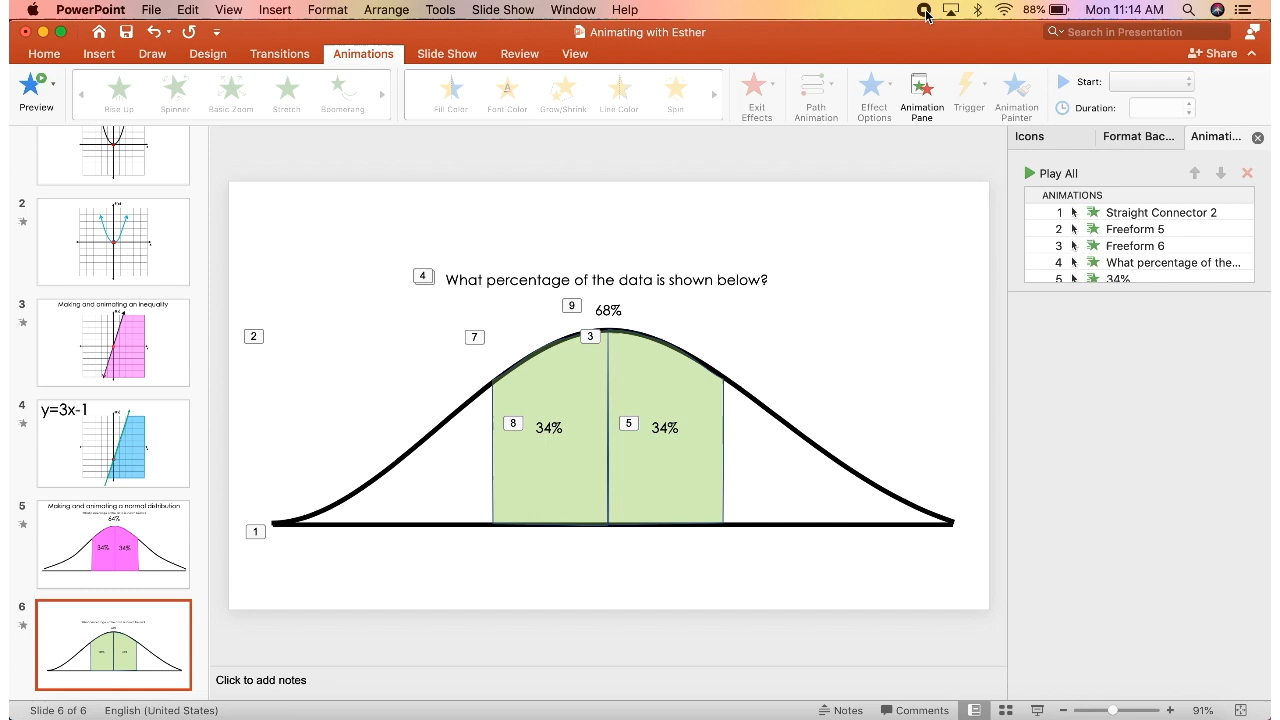 PowerPoint File Edit View Insert Format Arrange Tools Slide Show Window Help 88% Mon 11:14 AM
Animating with Esther
Search in Presentation
Home Insert Draw Design Transitions Animations Slide Show Review View Share
Preview
Rise Up Spinner Basic Zoom Stretch Boomerang
Fill Color Font Color Grow/Shrink Line Color Spin
Exit Effects
Path Animation
Effect Options
Animation Pane
Trigger
Animation Painter
Start:
Duration:
Icons Format Bac... Animati...
Play All
ANIMATIONS
1 Straight Connector 2
2 Freeform 5
3 Freeform 6
4 What percentage of the...
5 34%
2
3 Making and animating an inequality
4 y=3x-1
5 Making and animating a normal distribution
64%
34% 34%
6
4 What percentage of the data is shown below?
9 68%
2 7 3
8 34% 5 34%
1
Click to add notes
Slide 6 of 6 English (United States) Notes Comments 91%